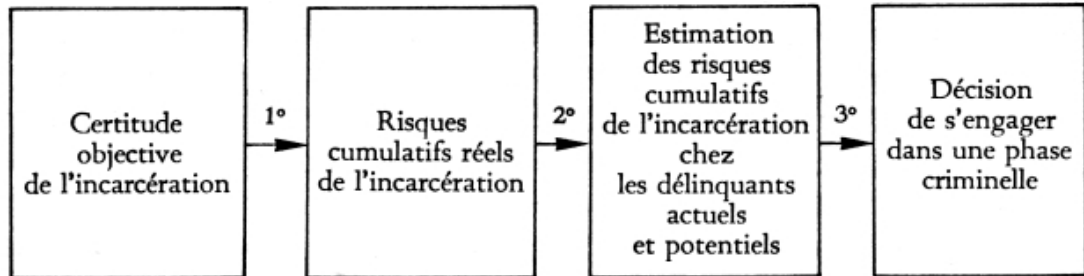 Certitude
objective
de l'incarcération
1°
Risques
cumulatifs réels
de l'incarcération
2°
Estimation
des risques
cumulatifs
de l'incarcération
chez
les délinquants
actuels
et potentiels
3°
Décision
de s'engager
dans une phase
criminelle